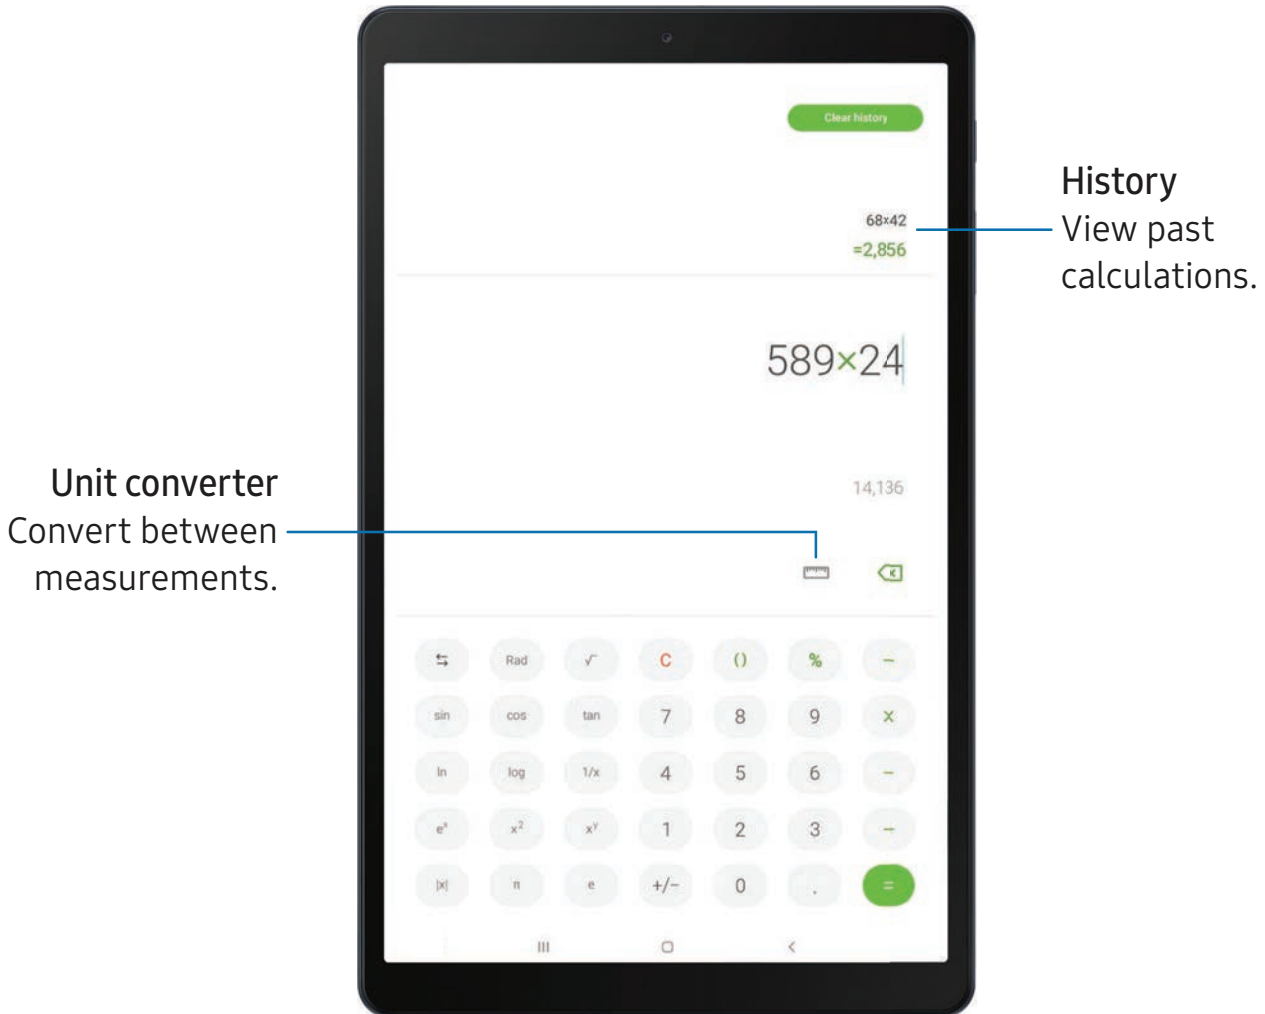 Clear history
68×42
=2,856
History
View past
calculations.
589×24
14,136
Unit converter
Convert between
measurements.
Rad √ C () % −
sin cos tan 7 8 9 ×
ln log 1/x 4 5 6 −
eˣ x² xʸ 1 2 3 −
|x| π e +/− 0 . =